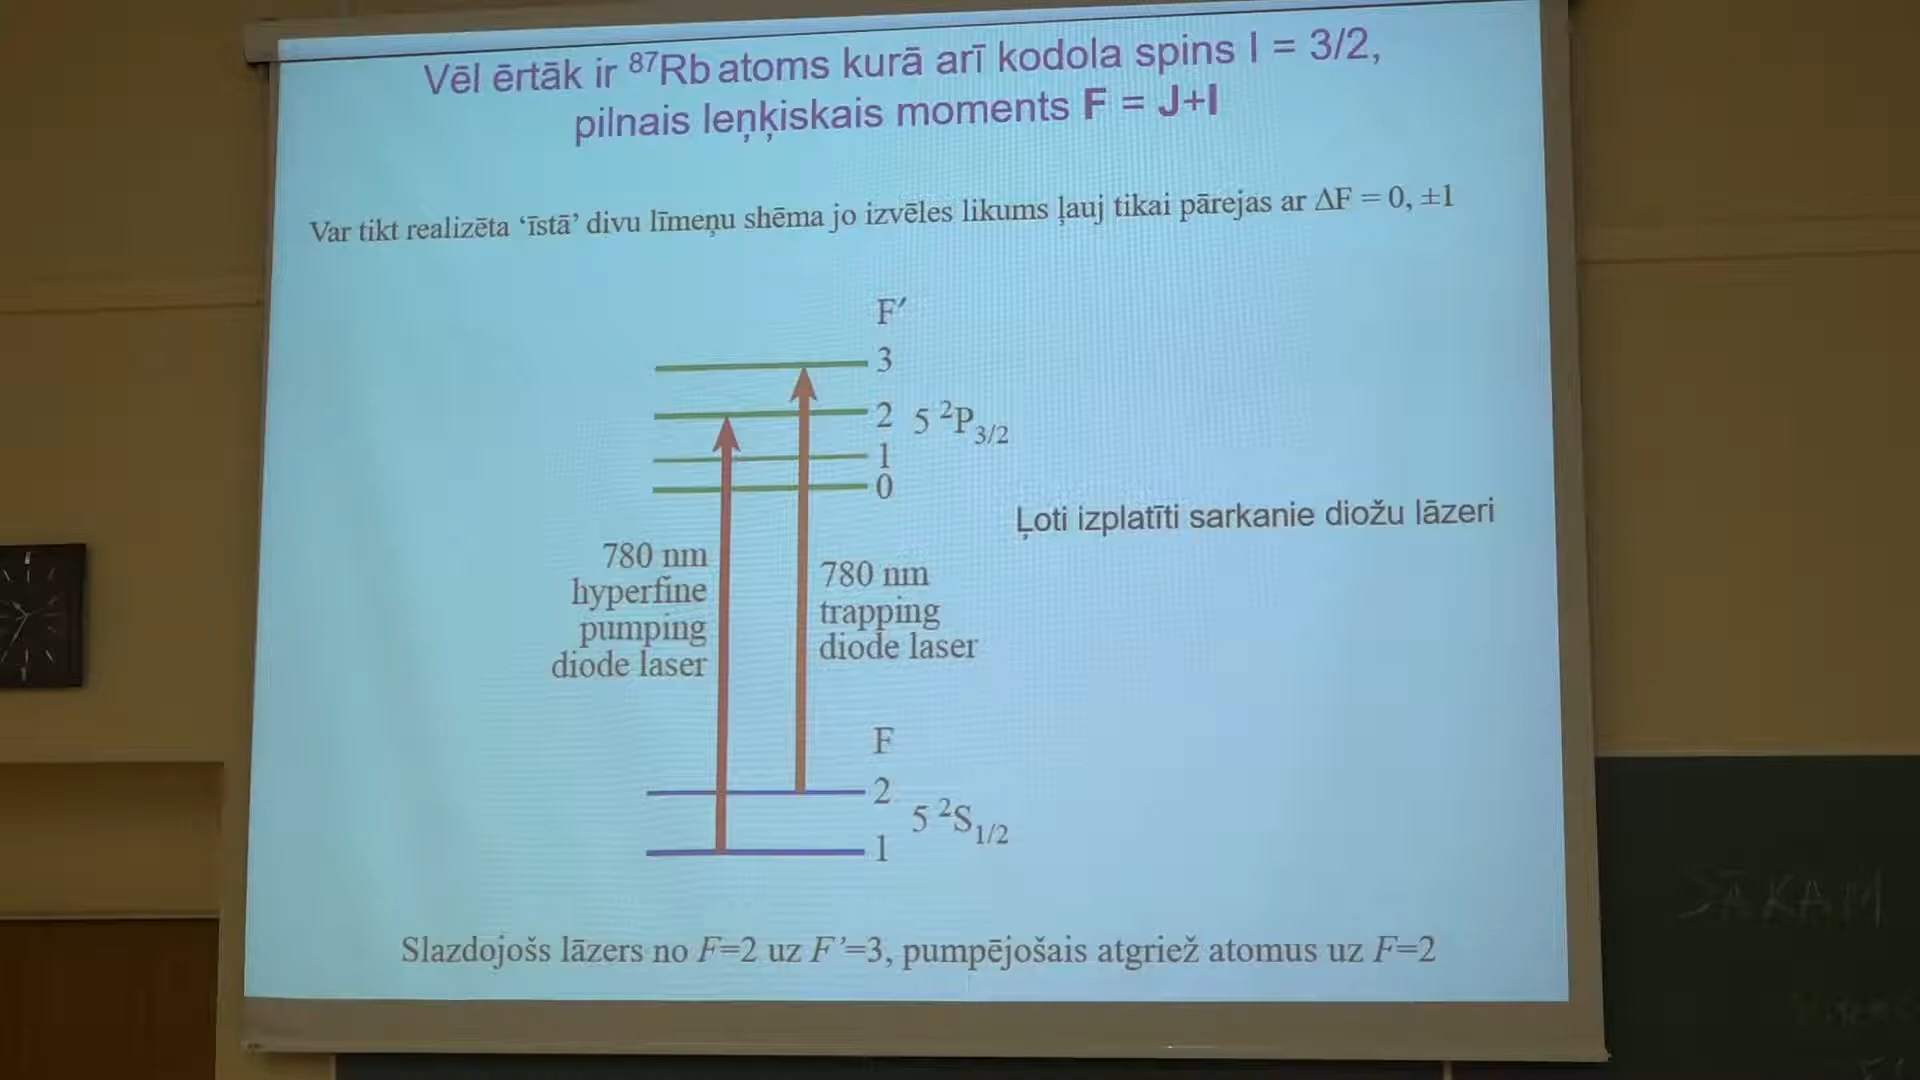 Vēl ērtāk ir ⁸⁷Rb atoms kurā arī kodola spins I = 3/2,
pilnais leņķiskais moments F = J+I
Var tikt realizēta ‘īstā’ divu līmeņu shēma jo izvēles likums ļauj tikai pārejas ar ΔF = 0, ±1
F′
3
2 5 ²P₃/₂
1
0
Ļoti izplatīti sarkanie diožu lāzeri
780 nm
hyperfine
pumping
diode laser
780 nm
trapping
diode laser
F
2
5 ²S₁/₂
1
SĀKAM
Slazdojošs lāzers no F=2 uz F’=3, pumpējošais atgriež atomus uz F=2